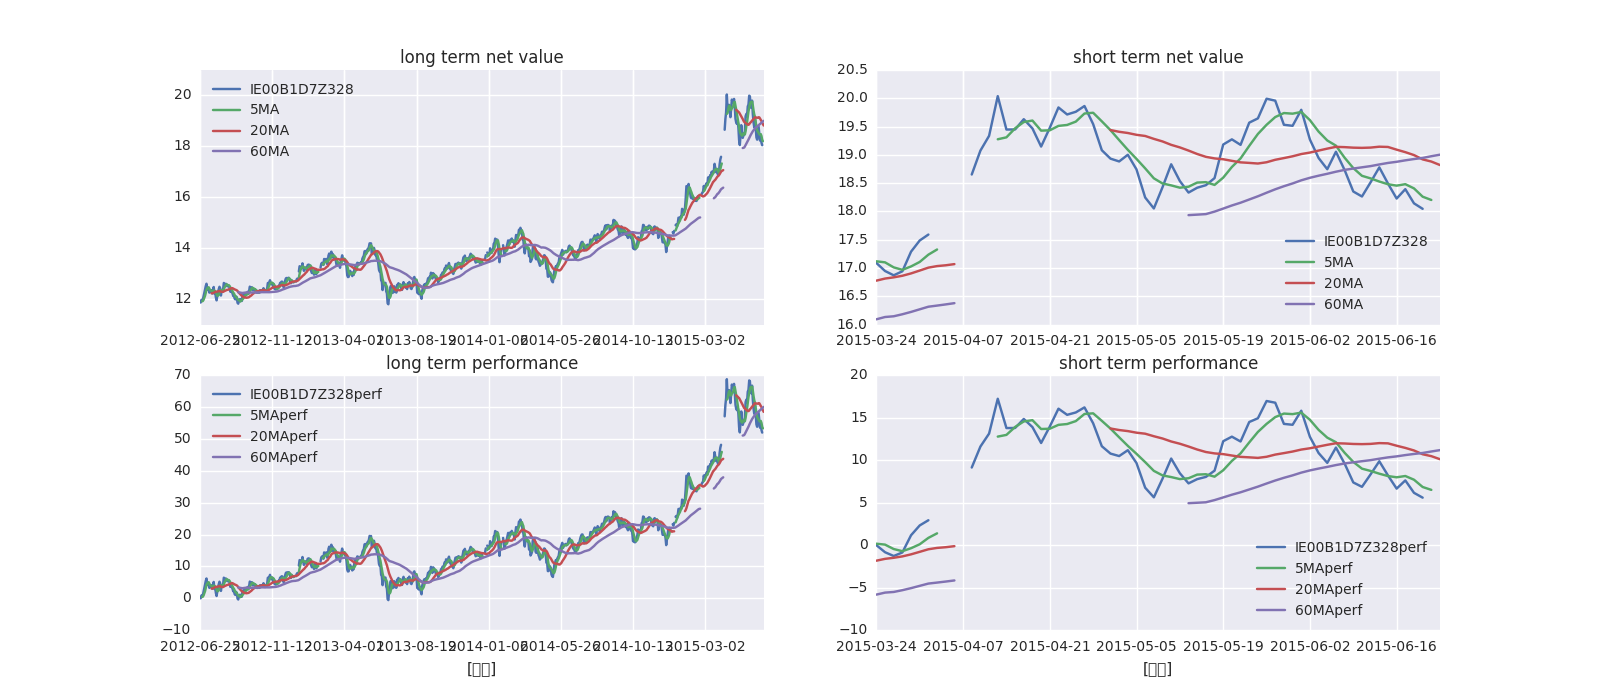 long term net value
20
18
16
14
12
IE00B1D7Z328
5MA
20MA
60MA
2012-06-25 2012-11-12 2013-04-01 2013-08-19 2014-01-06 2014-05-26 2014-10-13 2015-03-02
short term net value
20.5
20.0
19.5
19.0
18.5
18.0
17.5
17.0
16.5
16.0
IE00B1D7Z328
5MA
20MA
60MA
2015-03-24 2015-04-07 2015-04-21 2015-05-05 2015-05-19 2015-06-02 2015-06-16
long term performance
70
60
50
40
30
20
10
0
−10
IE00B1D7Z328perf
5MAperf
20MAperf
60MAperf
2012-06-25 2012-11-12 2013-04-01 2013-08-19 2014-01-06 2014-05-26 2014-10-13 2015-03-02
short term performance
20
15
10
5
0
−5
−10
IE00B1D7Z328perf
5MAperf
20MAperf
60MAperf
2015-03-24 2015-04-07 2015-04-21 2015-05-05 2015-05-19 2015-06-02 2015-06-16